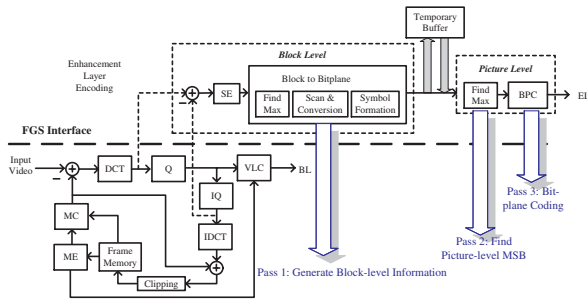 Temporary
Buffer
Block Level
Enhancement
Layer
Encoding
SE
Block to Bitplane
Find
Max
Scan &
Conversion
Symbol
Formation
Picture Level
Find
Max
BPC
EL
FGS Interface
Input
Video
DCT
Q
VLC
BL
IQ
IDCT
MC
ME
Frame
Memory
Clipping
Pass 1: Generate Block-level Information
Pass 2: Find
Picture-level MSB
Pass 3: Bit-
plane Coding